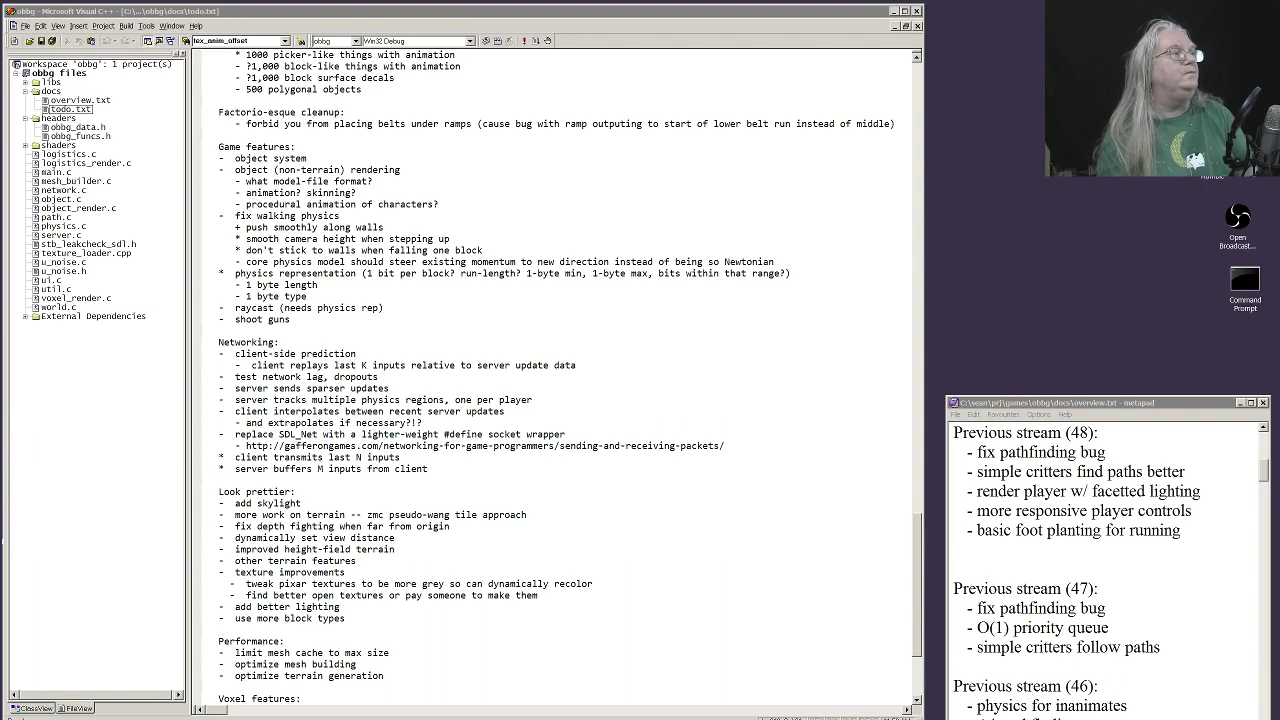 obbg - Microsoft Visual C++ - [C:\...\obbg\docs\todo.txt]
File Edit View Insert Project Build Tools Window Help
tex_anim_offset
obbg
Win32 Debug
Workspace 'obbg': 1 project(s)
obbg files
libs
docs
overview.txt
todo.txt
headers
obbg_data.h
obbg_funcs.h
shaders
logistics.c
logistics_render.c
main.c
mesh_builder.c
network.c
object.c
object_render.c
path.c
physics.c
server.c
stb_leakcheck_sdl.h
texture_loader.cpp
u_noise.c
u_noise.h
ui.c
util.c
voxel_render.c
world.c
External Dependencies
ClassView
FileView
* 1000 picker-like things with animation
- ?1,000 block-like things with animation
- ?1,000 block surface decals
- 500 polygonal objects
Factorio-esque cleanup:
- forbid you from placing belts under ramps (cause bug with ramp outputing to start of lower belt run instead of middle)
Game features:
- object system
- object (non-terrain) rendering
- what model-file format?
- animation? skinning?
- procedural animation of characters?
- fix walking physics
+ push smoothly along walls
* smooth camera height when stepping up
* don't stick to walls when falling one block
- core physics model should steer existing momentum to new direction instead of being so Newtonian
* physics representation (1 bit per block? run-length? 1-byte min, 1-byte max, bits within that range?)
- 1 byte length
- 1 byte type
- raycast (needs physics rep)
- shoot guns
Networking:
- client-side prediction
- client replays last K inputs relative to server update data
- test network lag, dropouts
- server sends sparser updates
- server tracks multiple physics regions, one per player
- client interpolates between recent server updates
- and extrapolates if necessary?!?
- replace SDL_Net with a lighter-weight #define socket wrapper
- http://gafferongames.com/networking-for-game-programmers/sending-and-receiving-packets/
* client transmits last N inputs
* server buffers M inputs from client
Look prettier:
- add skylight
- more work on terrain -- zmc pseudo-wang tile approach
- fix depth fighting when far from origin
- dynamically set view distance
- improved height-field terrain
- other terrain features
- texture improvements
- tweak pixar textures to be more grey so can dynamically recolor
- find better open textures or pay someone to make them
- add better lighting
- use more block types
Performance:
- limit mesh cache to max size
- optimize mesh building
- optimize terrain generation
Voxel features:
Open
Broadcast...
Command
Prompt
C:\sean\prj\games\obbg\docs\overview.txt - metapad
File Edit Favourites Options Help
Previous stream (48):
- fix pathfinding bug
- simple critters find paths better
- render player w/ facetted lighting
- more responsive player controls
- basic foot planting for running
Previous stream (47):
- fix pathfinding bug
- O(1) priority queue
- simple critters follow paths
Previous stream (46):
- physics for inanimates